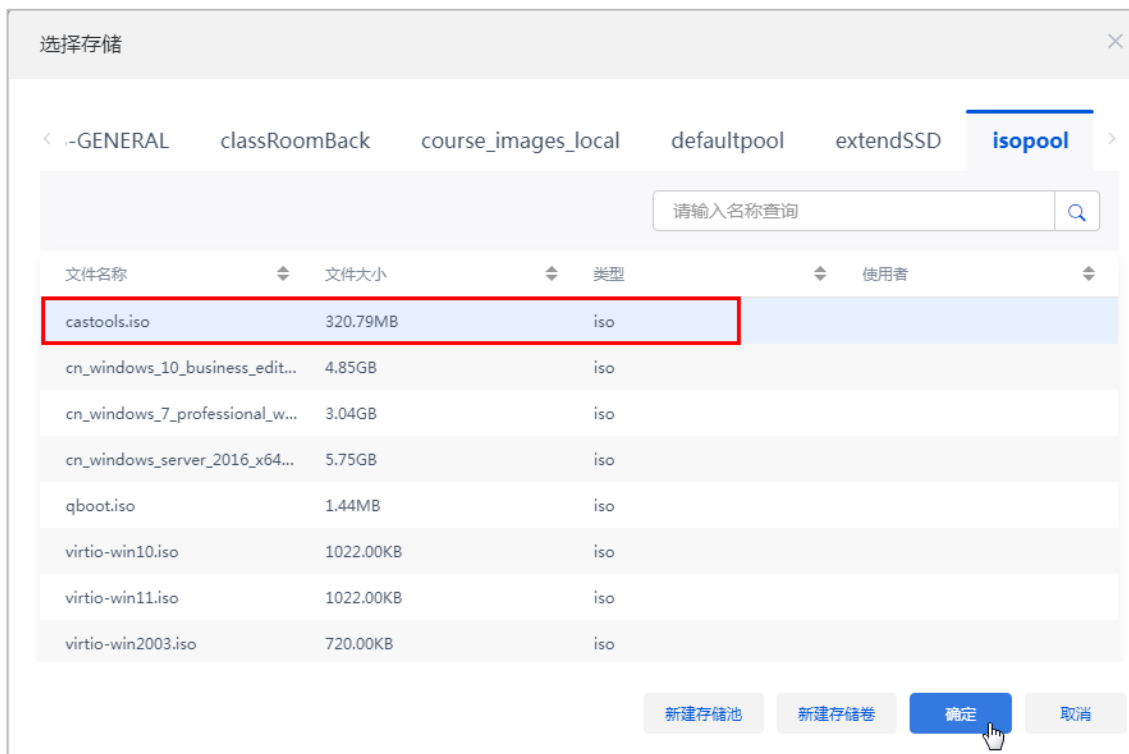 选择存储
-GENERAL classRoomBack course_images_local defaultpool extendSSD isopool
请输入名称查询
文件名称 文件大小 类型 使用者
castools.iso 320.79MB iso
cn_windows_10_business_edit... 4.85GB iso
cn_windows_7_professional_w... 3.04GB iso
cn_windows_server_2016_x64... 5.75GB iso
qboot.iso 1.44MB iso
virtio-win10.iso 1022.00KB iso
virtio-win11.iso 1022.00KB iso
virtio-win2003.iso 720.00KB iso
新建存储池 新建存储卷 确定 取消